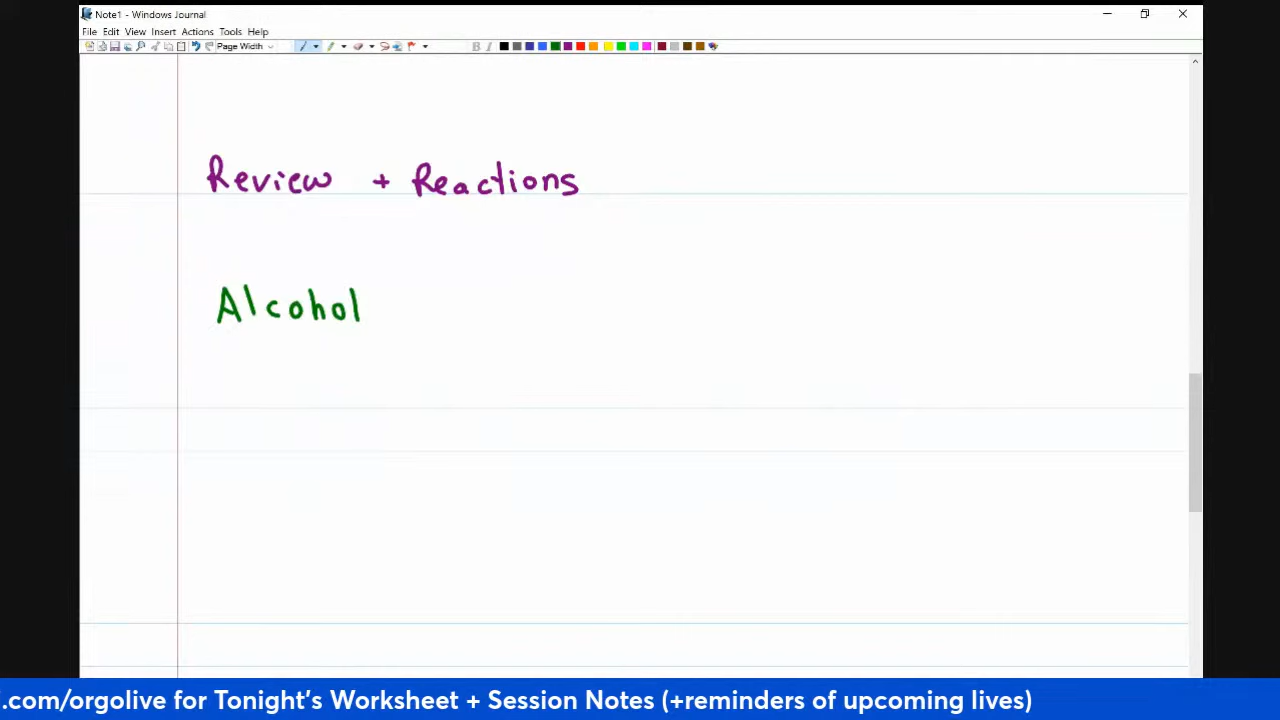 Note1 - Windows Journal
File Edit View Insert Actions Tools Help
Page Width
B I
Review + Reactions
Alcohol
.com/orgolive for Tonight's Worksheet + Session Notes (+reminders of upcoming lives)